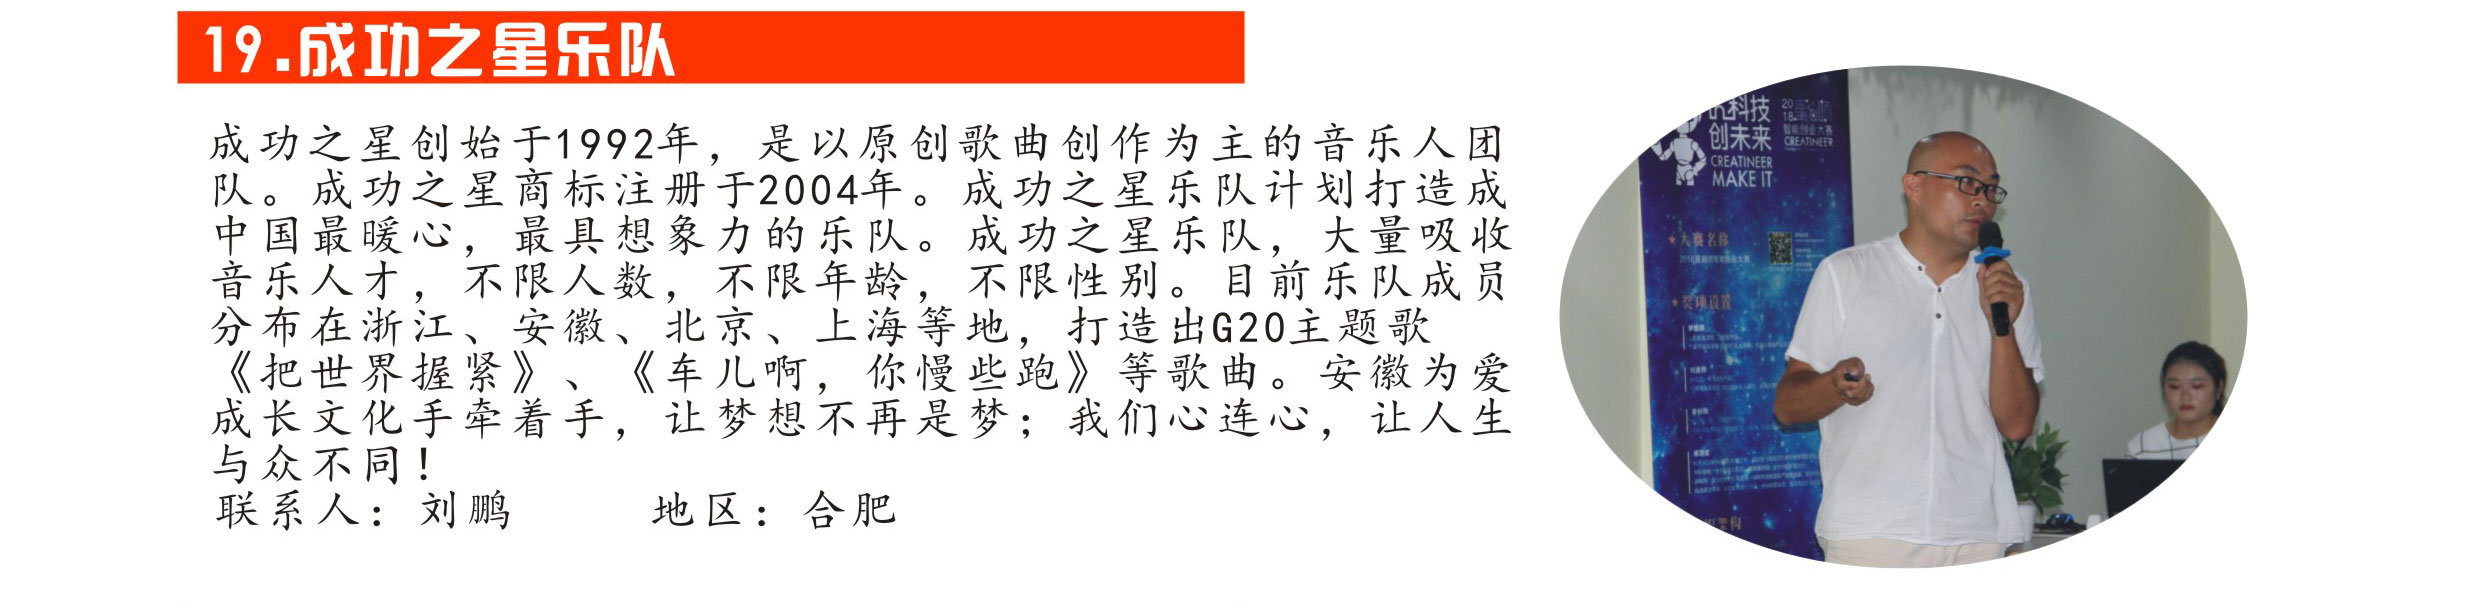 19.成功之星乐队
成功之星创始于1992年，是以原创歌曲创作为主的音乐人团
队。成功之星商标注册于2004年。成功之星乐队计划打造成
中国最暖心，最具想象力的乐队。成功之星乐队，大量吸收
音乐人才，不限人数，不限年龄，不限性别。目前乐队成员
分布在浙江、安徽、北京、上海等地，打造出G20主题歌
《把世界握紧》、《车儿啊，你慢些跑》等歌曲。安徽为爱
成长文化手牵着手，让梦想不再是梦；我们心连心，让人生
与众不同！
联系人：刘鹏 地区：合肥
科技
创未来
CREATINEER
MAKE IT
2018
智能创业大赛
CREATINEER
★大赛名称
★奖项设置
架构